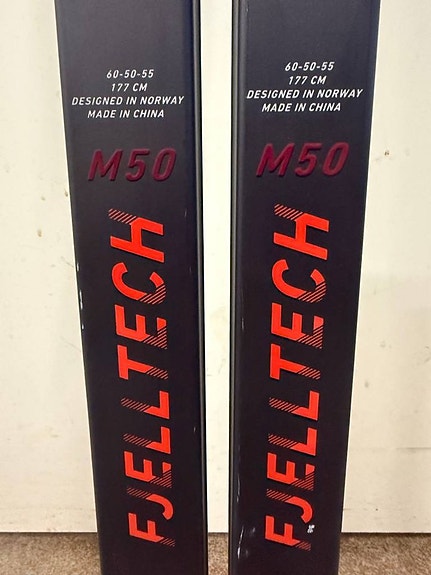 60-50-55
177 CM
DESIGNED IN NORWAY
MADE IN CHINA
M50
FJELLTECH
60-50-55
177 CM
DESIGNED IN NORWAY
MADE IN CHINA
M50
FJELLTECH